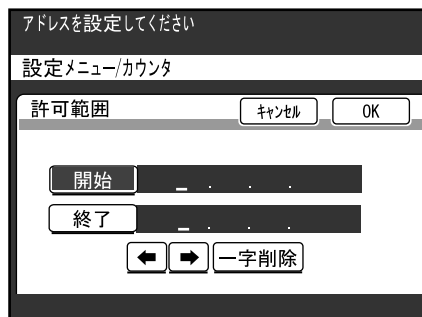 アドレスを設定してください
設定メニュー/カウンタ
許可範囲 キャンセル OK
開始 _ . . .
終了 _ . . .
⬅ ➡ 一字削除